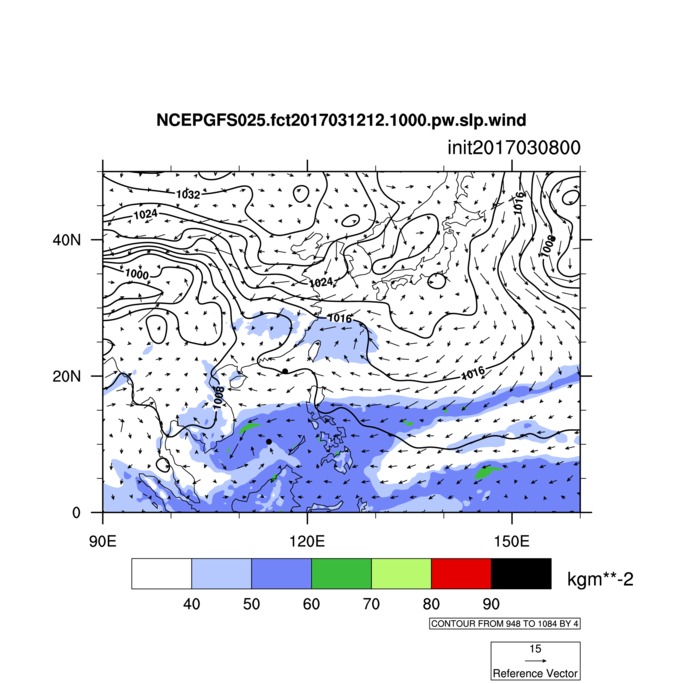 NCEPGFS025.fct2017031212.1000.pw.slp.wind
init2017030800
1032
1016
1024
40N
1008
1000
1024
1016
1016
20N
1008
0
90E 120E 150E
kgm**-2
40 50 60 70 80 90
CONTOUR FROM 948 TO 1084 BY 4
15
Reference Vector